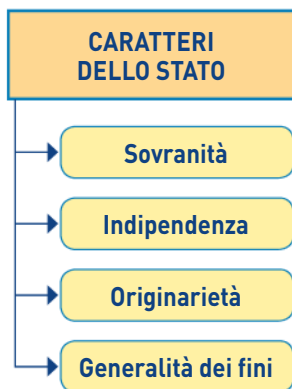 CARATTERI
DELLO STATO
Sovranità
Indipendenza
Originarietà
Generalità dei fini